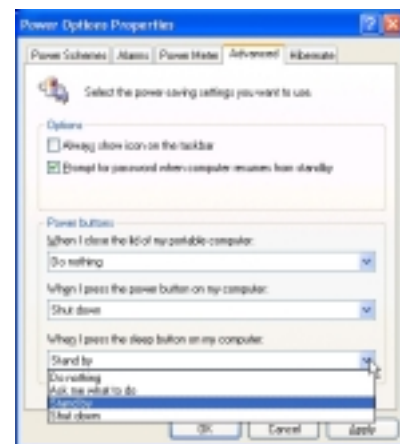 Power Options Properties
Power Schemes Alarms Power Meter Advanced Hibernate
Select the power-saving settings you want to use.
Options
Always show icon on the taskbar
Prompt for password when computer resumes from standby
Power buttons
When I close the lid of my portable computer:
Do nothing
When I press the power button on my computer:
Shut down
When I press the sleep button on my computer:
Stand by
Do nothing
Ask me what to do
Stand by
Shut down
OK Cancel Apply